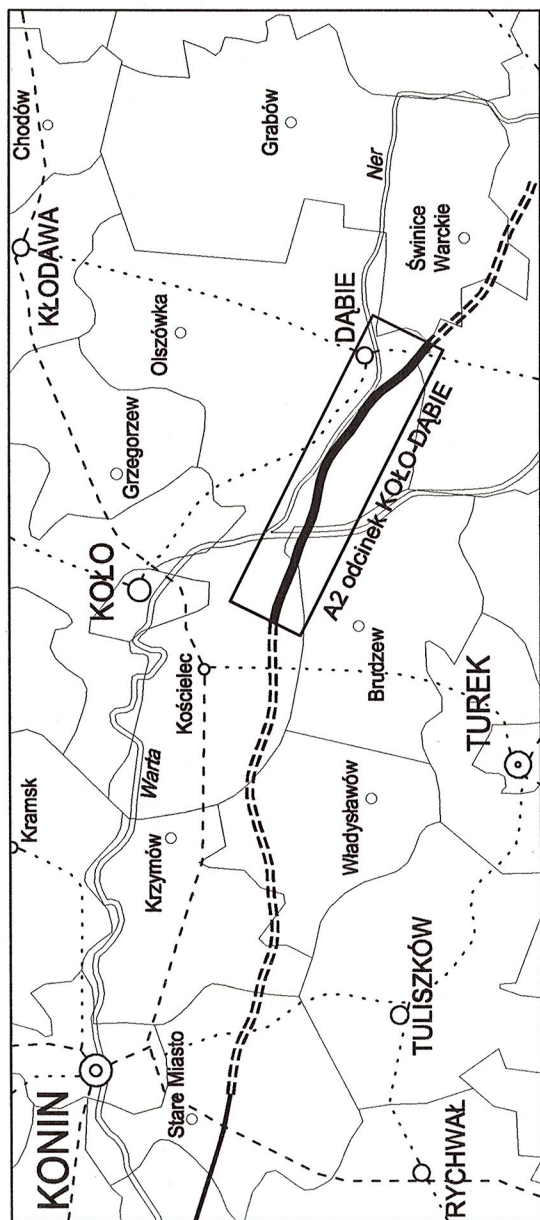 KONIN
Kramsk
KOŁO
KŁODAWA
Chodów
Stare Miasto
Krzymów
Warta
Kościelec
Grzegorzew
Olszówka
Grabów
RYCHWAŁ
TULISZKÓW
Władysławów
TUREK
Brudzew
A2 odcinek KOŁO-DĄBIE
DĄBIE
Ner
Świnice
Warckie